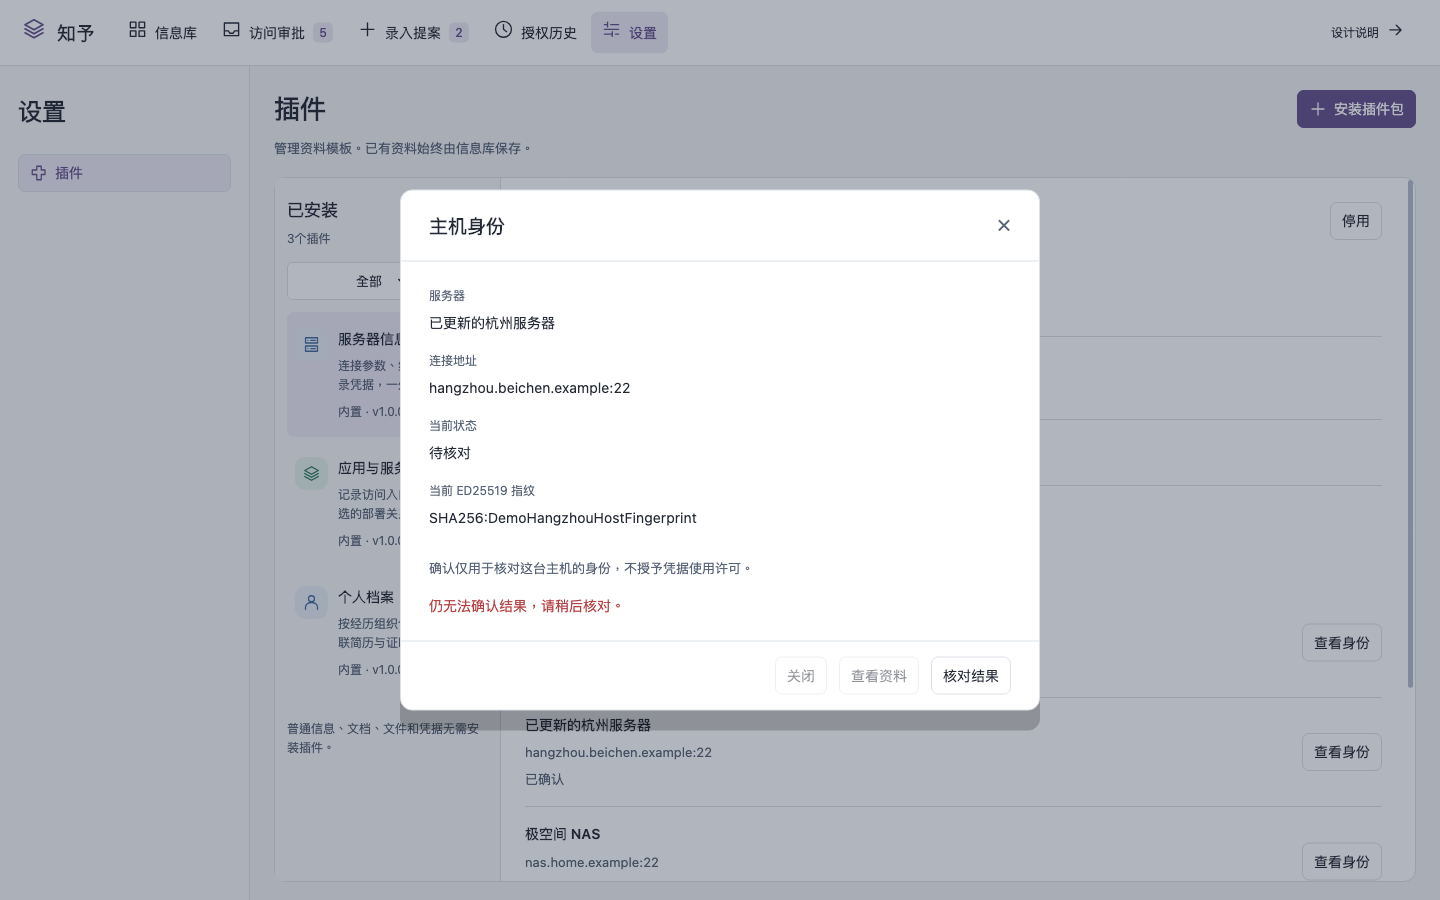 知予
信息库
访问审批 5
录入提案 2
授权历史
设置
设计说明
设置
插件
插件
管理资料模板。已有资料始终由信息库保存。
安装插件包
已安装
3个插件
全部
服务器信息
连接参数、
录凭据，一
内置 · v1.0.
应用与服务
记录访问入
选的部署关
内置 · v1.0.
个人档案
按经历组织
联简历与证
内置 · v1.0.
普通信息、文档、文件和凭据无需安
装插件。
停用
主机身份
服务器
已更新的杭州服务器
连接地址
hangzhou.beichen.example:22
当前状态
待核对
当前 ED25519 指纹
SHA256:DemoHangzhouHostFingerprint
确认仅用于核对这台主机的身份，不授予凭据使用许可。
仍无法确认结果，请稍后核对。
关闭
查看资料
核对结果
查看身份
已更新的杭州服务器
hangzhou.beichen.example:22
已确认
查看身份
极空间 NAS
nas.home.example:22
查看身份